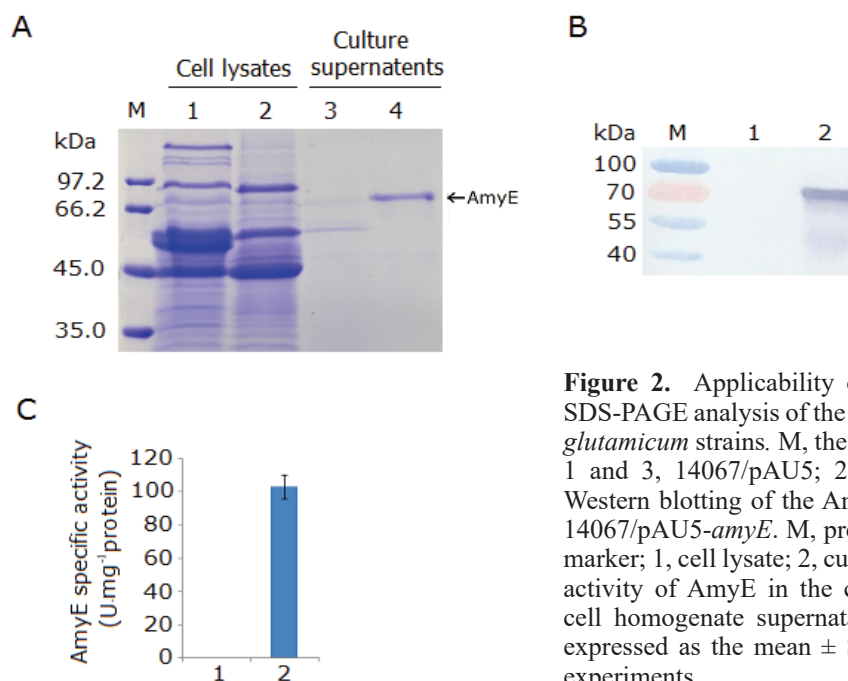 A
Culture
Cell lysates supernatents
M 1 2 3 4
kDa
97.2
66.2
45.0
35.0
←AmyE
B
kDa M 1 2
100
70
55
40
C
AmyE specific activity
(U.mg⁻¹protein)
120
100
80
60
40
20
0
1 2
Figure 2. Applicability
SDS-PAGE analysis of the
glutamicum strains. M, the
1 and 3, 14067/pAU5; 2
Western blotting of the Am
14067/pAU5-amyE. M, pro
marker; 1, cell lysate; 2, cu
activity of AmyE in the
cell homogenate supernat
expressed as the mean ±
experiments